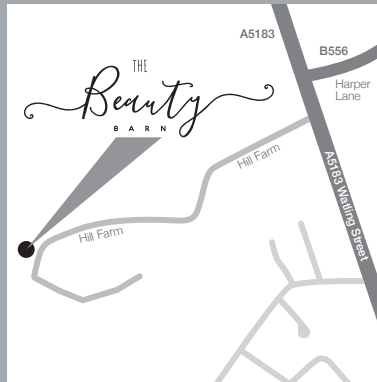 A5183
B556
THE
Beauty
BARN
Harper
Lane
Hill Farm
A5183 Watling Street
Hill Farm